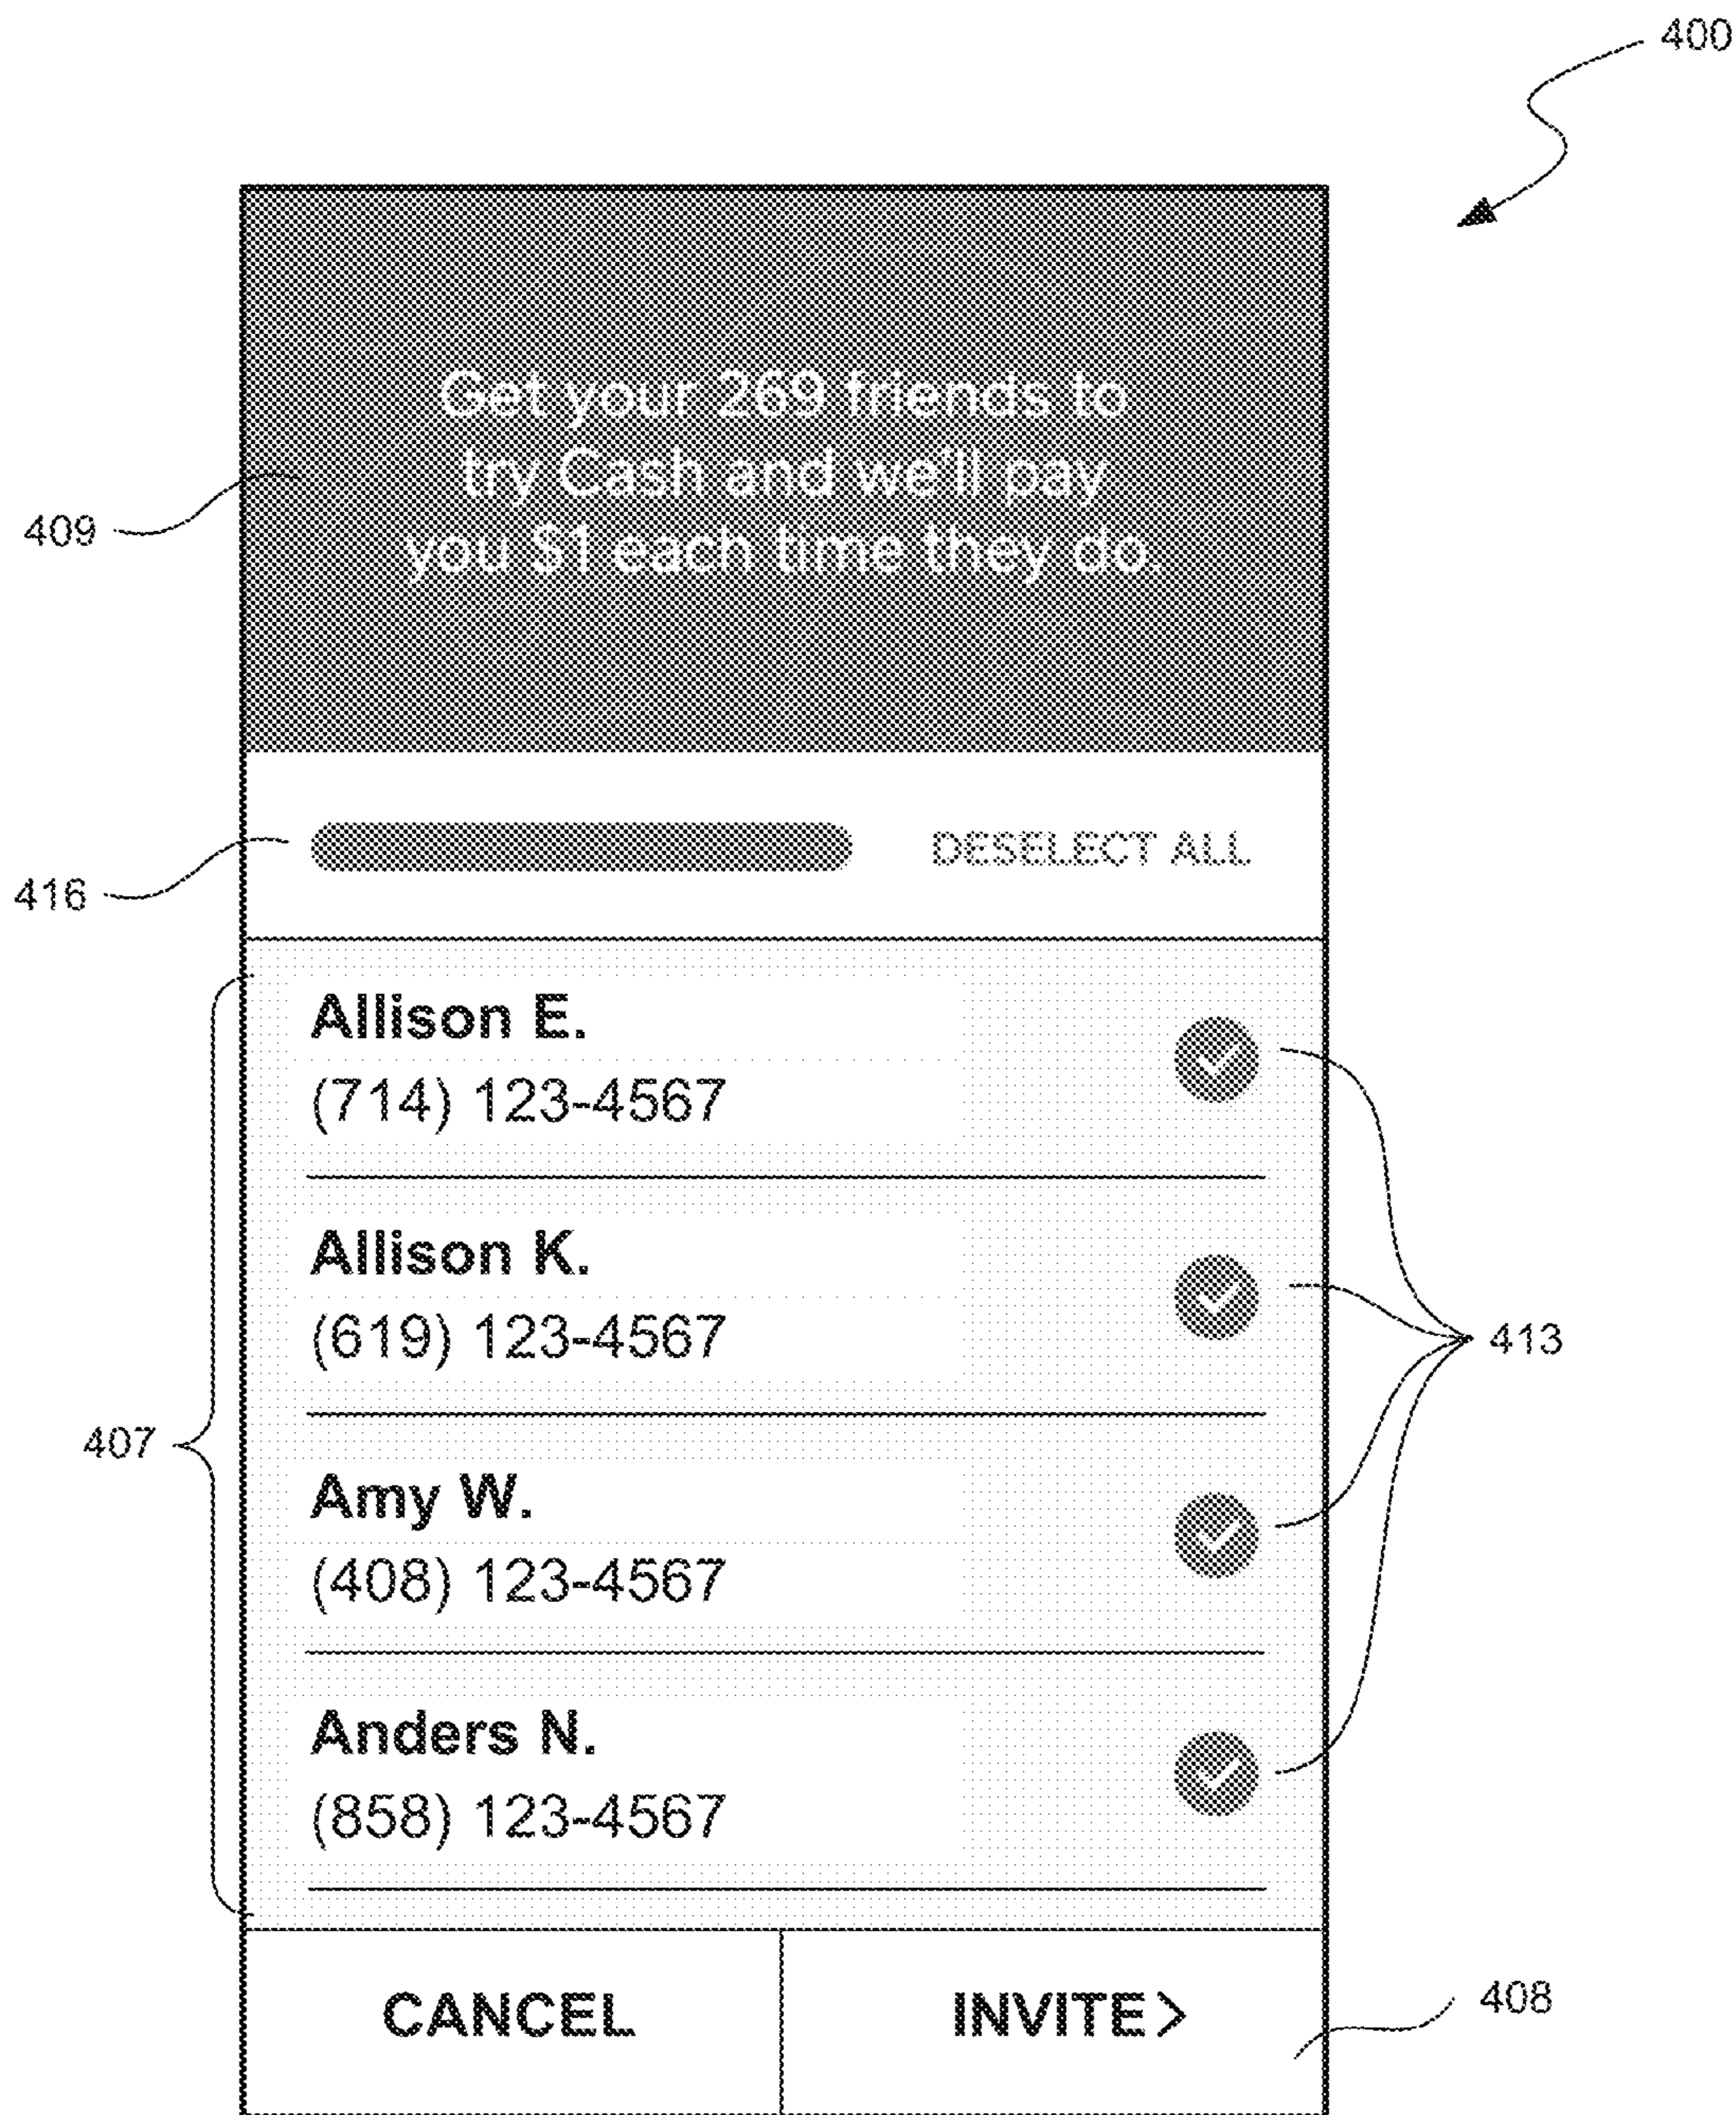 400
Get your 269 friends to
try Cash and we'll pay
you $1 each time they do.
409
DESELECT ALL
416
Allison E.
(714) 123-4567
Allison K.
(619) 123-4567
413
407
Amy W.
(408) 123-4567
Anders N.
(858) 123-4567
CANCEL
INVITE >
408